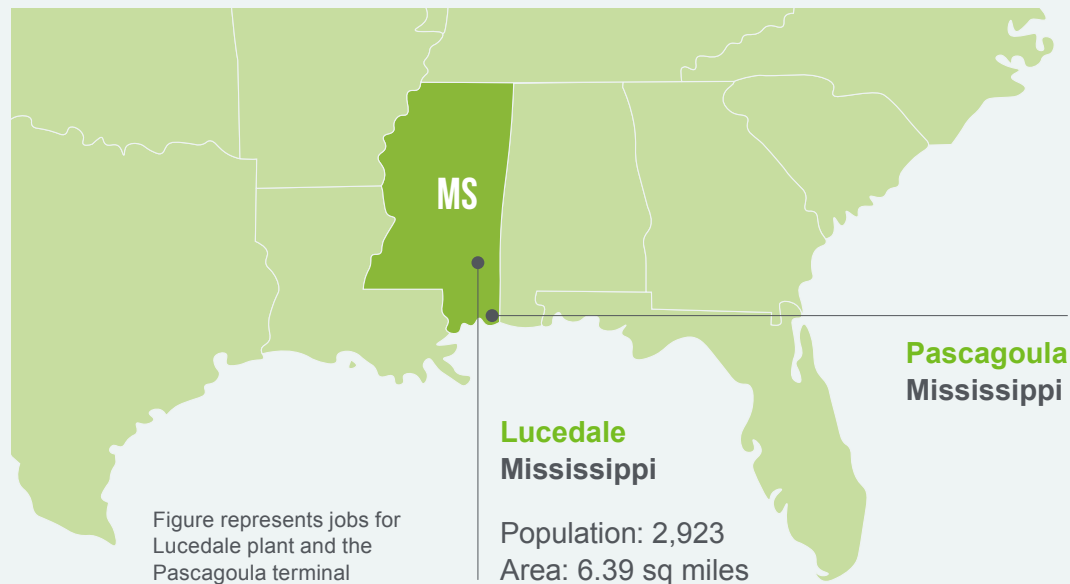 MS
Pascagoula
Mississippi
Lucedale
Mississippi
Population: 2,923
Area: 6.39 sq miles
Figure represents jobs for
Lucedale plant and the
Pascagoula terminal